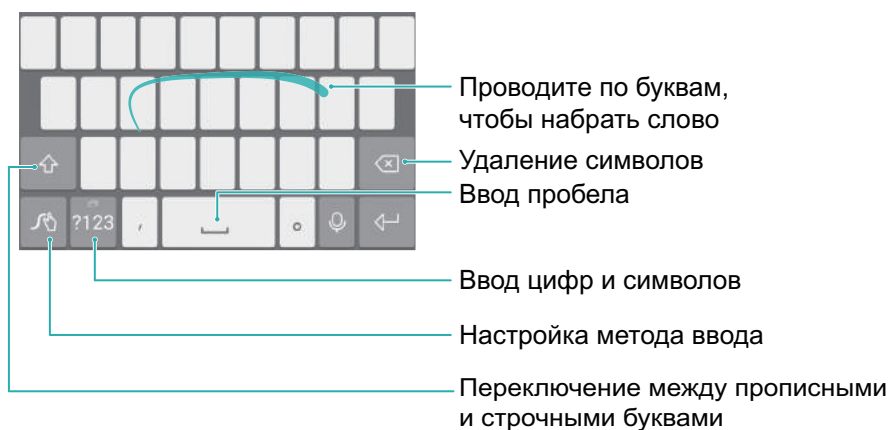 Проводите по буквам,
чтобы набрать слово
Удаление символов
Ввод пробела
?123 ,
Ввод цифр и символов
Настройка метода ввода
Переключение между прописными
и строчными буквами